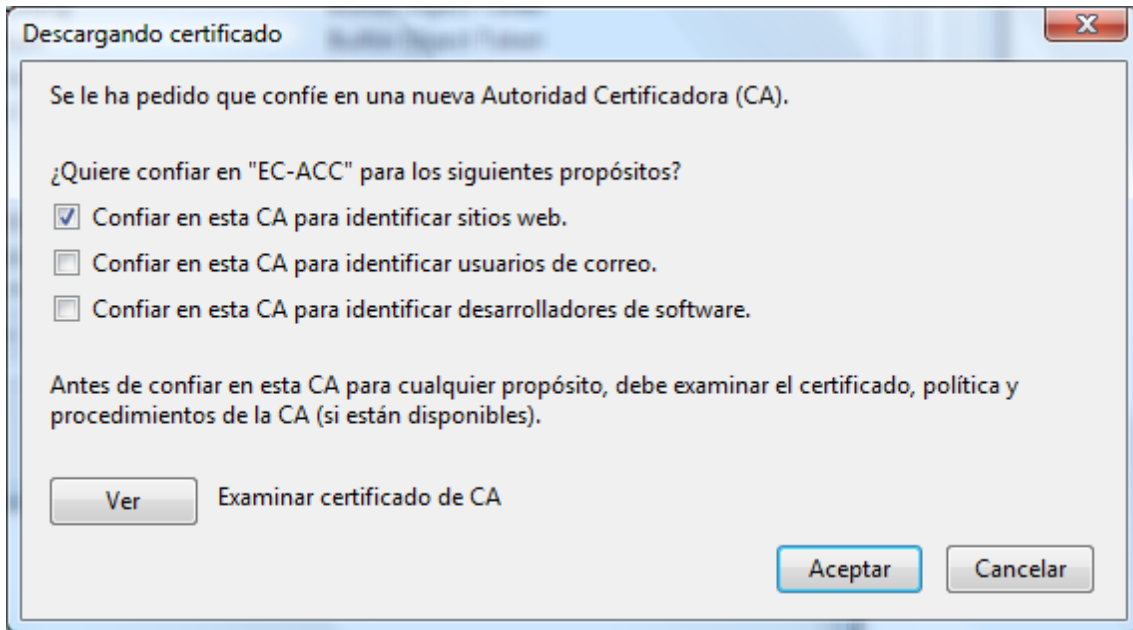 Descargando certificado
Se le ha pedido que confíe en una nueva Autoridad Certificadora (CA).
¿Quiere confiar en "EC-ACC" para los siguientes propósitos?
Confiar en esta CA para identificar sitios web.
Confiar en esta CA para identificar usuarios de correo.
Confiar en esta CA para identificar desarrolladores de software.
Antes de confiar en esta CA para cualquier propósito, debe examinar el certificado, política y
procedimientos de la CA (si están disponibles).
Ver Examinar certificado de CA
Aceptar Cancelar